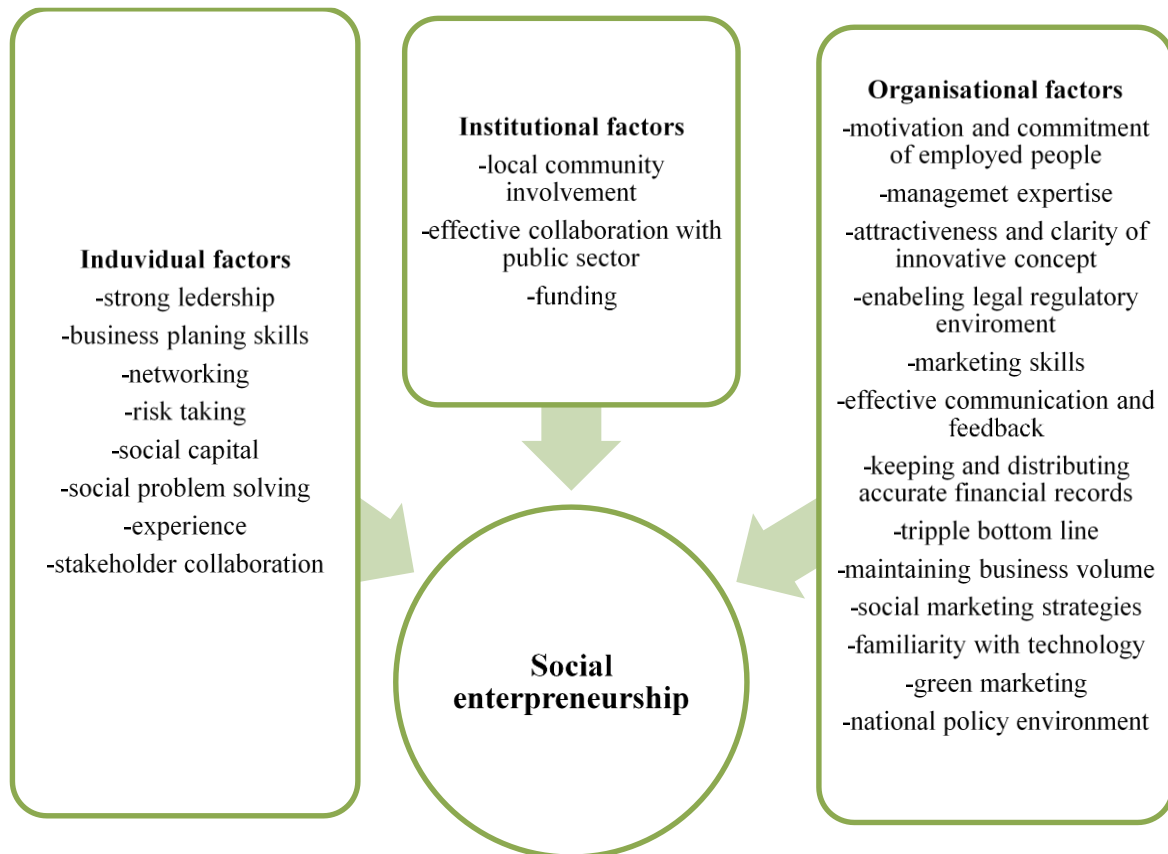 Induvidual factors
-strong ledership
-business planing skills
-networking
-risk taking
-social capital
-social problem solving
-experience
-stakeholder collaboration
Institutional factors
-local community
involvement
-effective collaboration with
public sector
-funding
Organisational factors
-motivation and commitment
of employed people
-managemet expertise
-attractiveness and clarity of
innovative concept
-enabeling legal regulatory
enviroment
-marketing skills
-effective communication and
feedback
-keeping and distributing
accurate financial records
-tripple bottom line
-maintaining business volume
-social marketing strategies
-familiarity with technology
-green marketing
-national policy environment
Social
enterpreneurship